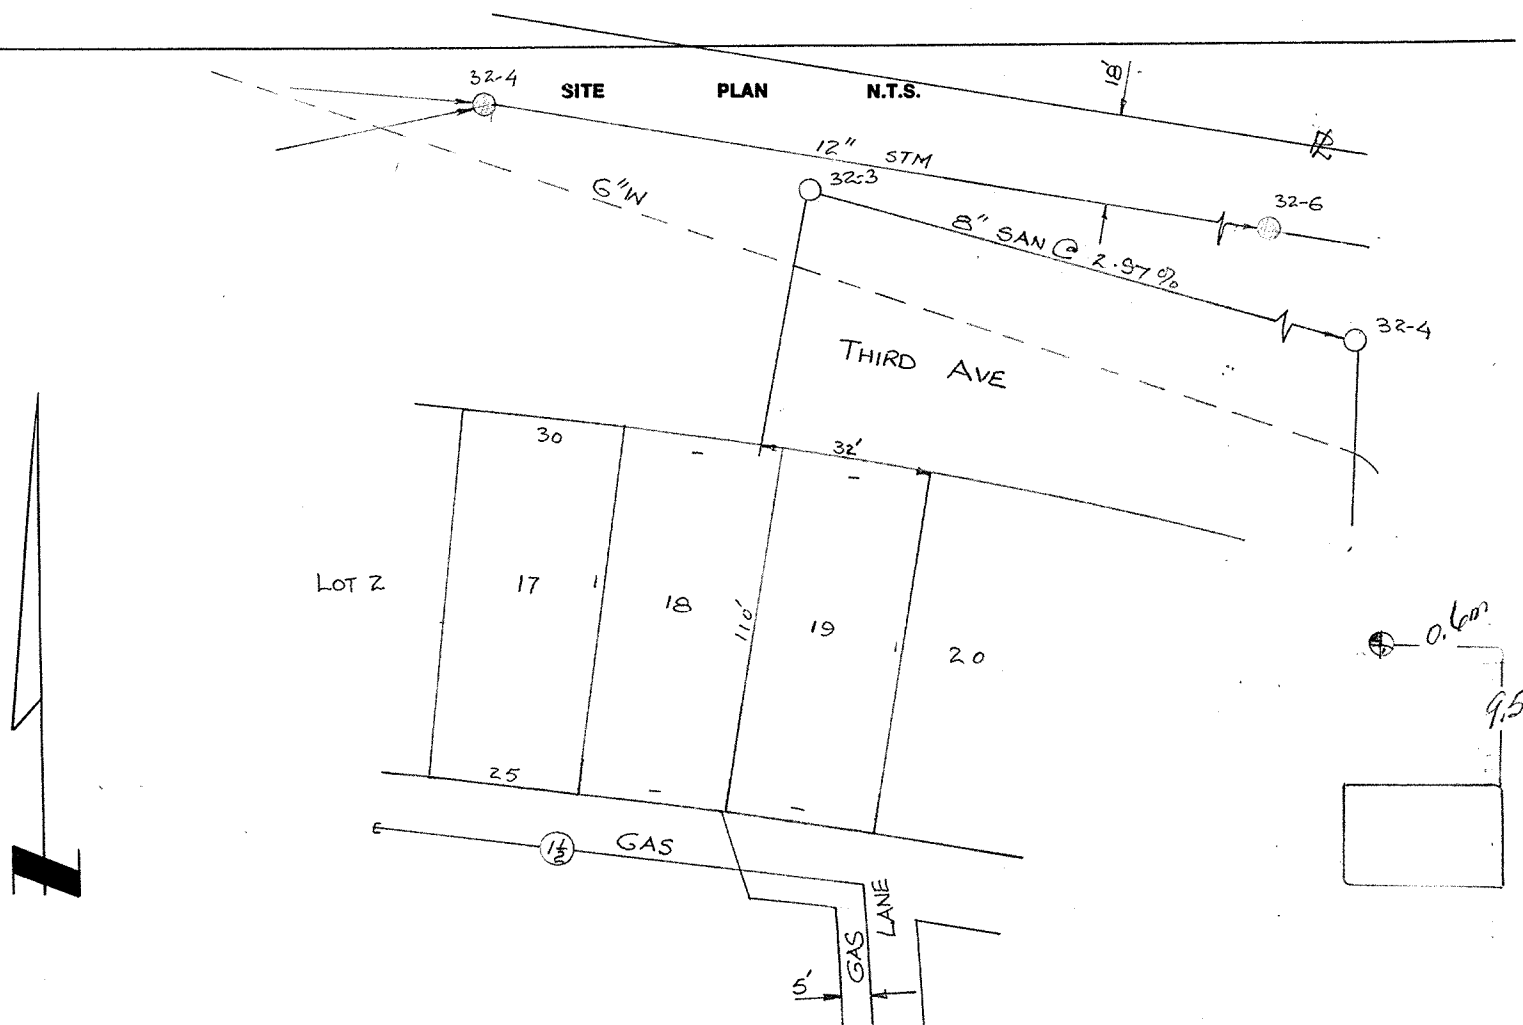 32-4
SITE PLAN N.T.S.
18'
12" STM
32-3
6"W
32-6
8" SAN @ 2.97%
32-4
THIRD AVE
30
32'
LOT 2
17
18
110'
19
20
0.6m
9.5
25
1½
GAS
LANE
GAS
5'